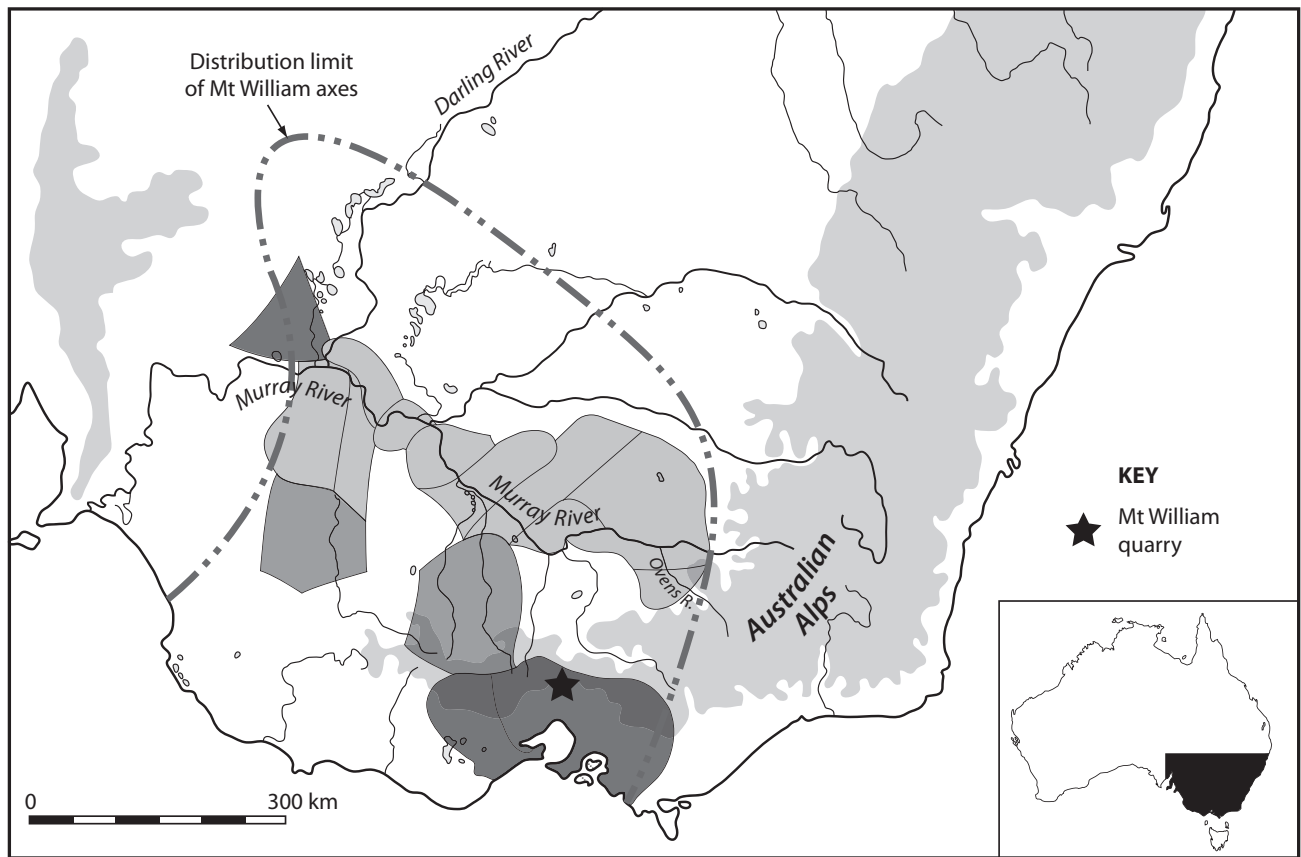 Distribution limit
of Mt William axes
Darling River
Murray River
Murray River
Ovens R.
Australian
Alps
KEY
Mt William
quarry
0 300 km